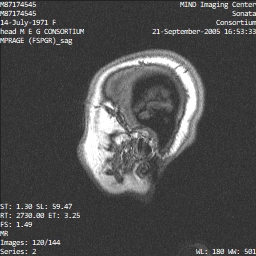 M87174545
M87174545
14-July-1971 F
head M E G CONSORTIUM
MPRAGE (FSPGR)_sag
MIND Imaging Center
Sonata
Consortium
21-September-2005 16:53:33
ST: 1.30 SL: 59.47
RT: 2730.00 ET: 3.25
FS: 1.49
MR
Images: 120/144
Series: 2
WL: 180 WW: 501